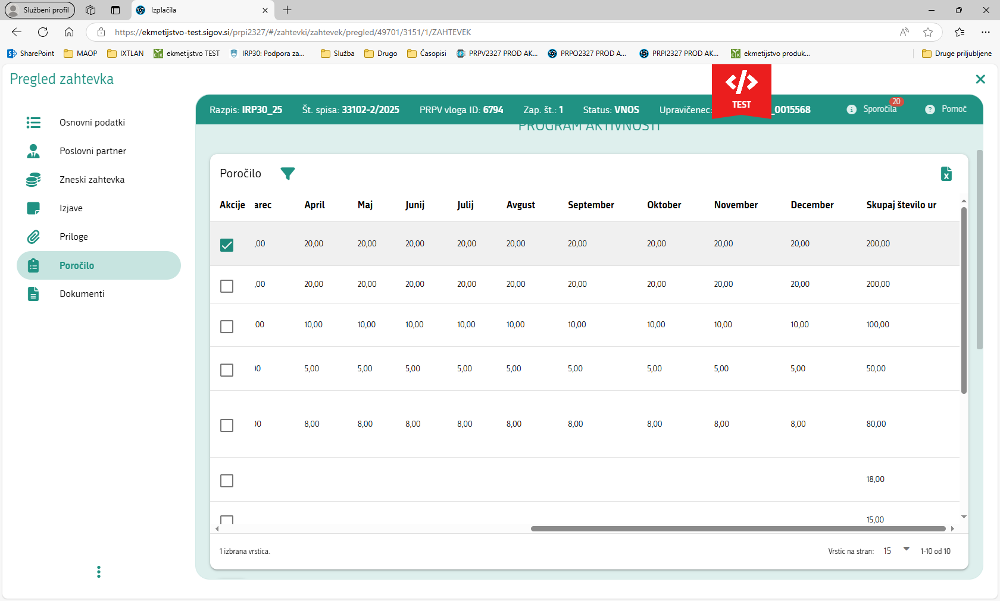 Službeni profil
Izplačila
https://ekmetijstvo-test.sigov.si/prpi2327/#/zahtevki/zahtevek/pregled/49701/3151/1/ZAHTEVEK
SharePoint MAOP IXTLAN ekmetijstvo TEST IRP30: Podpora za... Služba Drugo Časopisi PRPV2327 PROD AK... PRPO2327 PROD A... PRPI2327 PROD AK... ekmetijstvo produk... Druge priljubljene
Pregled zahtevka
TEST
Razpis: IRP30_25 Št. spisa: 33102-2/2025 PRPV vloga ID: 6794 Zap. št.: 1 Status: VNOS Upravičenec: _0015568 Sporočila 20 Pomoč
Osnovni podatki
Poslovni partner
Zneski zahtevka
Izjave
Priloge
Poročilo
Dokumenti
PROGRAM AKTIVNOSTI
Poročilo
Akcije arec April Maj Junij Julij Avgust September Oktober November December Skupaj število ur
,00 20,00 20,00 20,00 20,00 20,00 20,00 20,00 20,00 20,00 200,00
,00 20,00 20,00 20,00 20,00 20,00 20,00 20,00 20,00 20,00 200,00
00 10,00 10,00 10,00 10,00 10,00 10,00 10,00 10,00 10,00 100,00
00 5,00 5,00 5,00 5,00 5,00 5,00 5,00 5,00 5,00 50,00
00 8,00 8,00 8,00 8,00 8,00 8,00 8,00 8,00 8,00 80,00
18,00
15,00
1 izbrana vrstica.
Vrstic na stran: 15 1-10 od 10